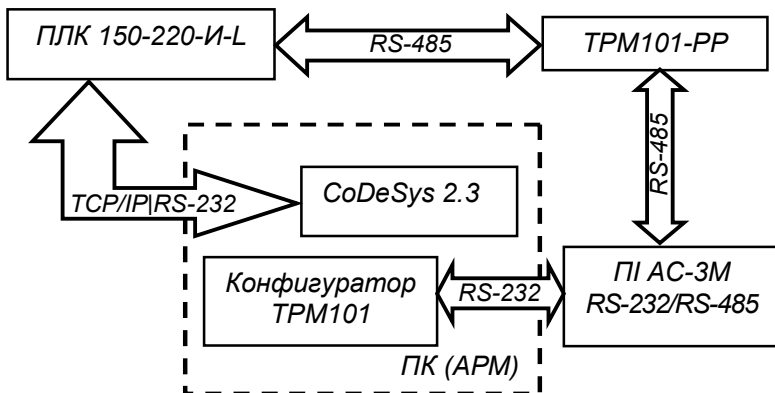 ПЛК 150-220-И-L
RS-485
ТРМ101-РР
RS-485
TCP/IP|RS-232
CoDeSys 2.3
Конфигуратор
ТРМ101
RS-232
ПІ АС-3М
RS-232/RS-485
ПК (АРМ)